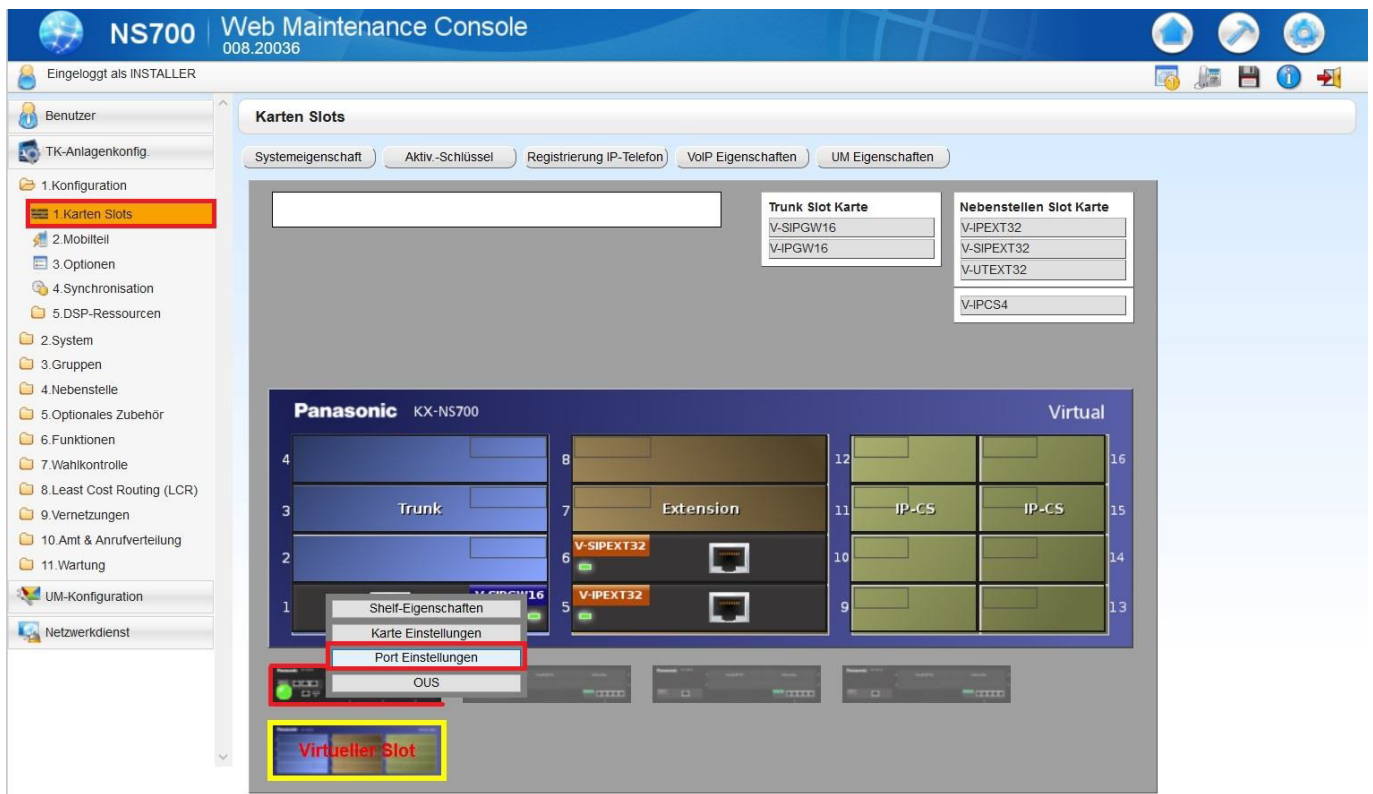 NS700 Web Maintenance Console
008.20036
Eingeloggt als INSTALLER
Benutzer
TK-Anlagenkonfig.
1.Konfiguration
1.Karten Slots
2.Mobilteil
3.Optionen
4.Synchronisation
5.DSP-Ressourcen
2.System
3.Gruppen
4.Nebenstelle
5.Optionales Zubehör
6.Funktionen
7.Wahlkontrolle
8.Least Cost Routing (LCR)
9.Vernetzungen
10.Amt & Anrufverteilung
11.Wartung
UM-Konfiguration
Netzwerkdienst
Karten Slots
Systemeigenschaft Aktiv.-Schlüssel Registrierung IP-Telefon VoIP Eigenschaften UM Eigenschaften
Trunk Slot Karte
V-SIPGW16
V-IPGW16
Nebenstellen Slot Karte
V-IPEXT32
V-SIPEXT32
V-UTEXT32
V-IPCS4
Panasonic KX-NS700 Virtual
4 8 12 16
3 Trunk 7 Extension 11 IP-CS IP-CS 15
2 6 V-SIPEXT32 10 14
1 V-SIPGW16 5 V-IPEXT32 9 13
Shelf-Eigenschaften
Karte Einstellungen
Port Einstellungen
OUS
Virtueller Slot